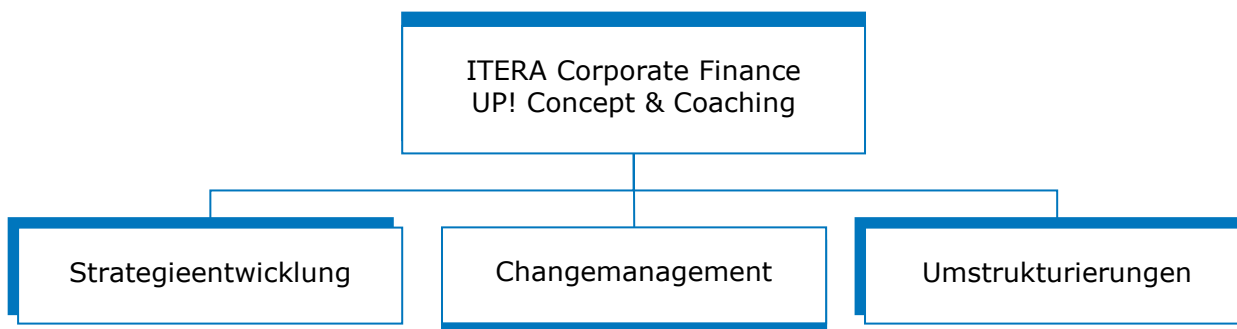 ITERA Corporate Finance
UP! Concept & Coaching
Strategieentwicklung
Changemanagement
Umstrukturierungen